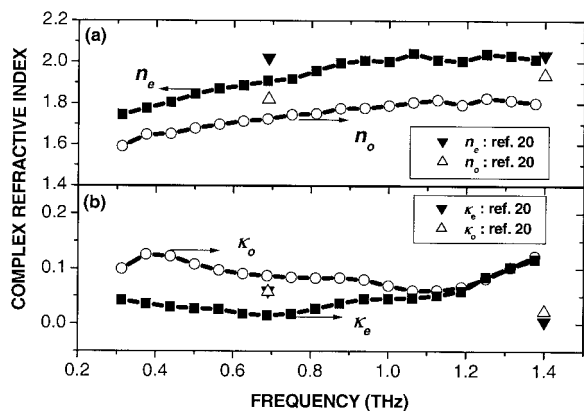 COMPLEX REFRACTIVE INDEX
(a)
2.2
2.0
1.8
1.6
1.4
n_e
n_o
n_e : ref. 20
n_o : ref. 20
(b)
0.2
0.1
0.0
κ_o
κ_e
κ_e : ref. 20
κ_o : ref. 20
0.2 0.4 0.6 0.8 1.0 1.2 1.4
FREQUENCY (THz)